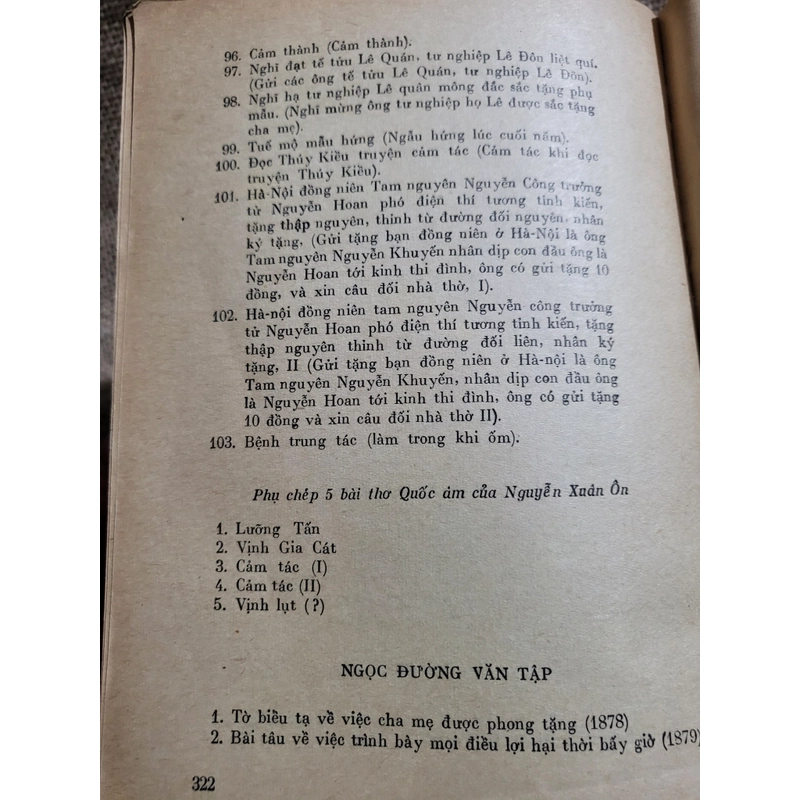 96. Cảm thành (Cảm thành).
97. Nghĩ đạt tế tửu Lê Quán, tư nghiệp Lê Đôn liệt quí.
(Gửi các ông tế tửu Lê Quán, tư nghiệp Lê Đôn).
98. Nghĩ hạ tư nghiệp Lê quân mông đắc sắc tặng phụ
mẫu. (Nghĩ mừng ông tư nghiệp họ Lê được sắc tặng
cha mẹ).
99. Tuế mộ mẫu hứng (Ngẫu hứng lúc cuối năm).
100. Đọc Thúy Kiều truyện cảm tác (Cảm tác khi đọc
truyện Thúy Kiều).
101. Hà-Nội đồng niên Tam nguyên Nguyễn Công trưởng
tử Nguyễn Hoan phó điện thí tương tinh kiến,
tặng thập nguyên, thinh từ đường đối nguyên, nhân
ký tặng, (Gửi tặng bạn đồng niên ở Hà-Nội là ông
Tam nguyên Nguyễn Khuyến nhân dịp con đầu ông là
Nguyễn Hoan tới kinh thi đình, ông có gửi tặng 10
đồng, và xin câu đối nhà thờ, I).
102. Hà-nội đồng niên tam nguyên Nguyễn công trưởng
tử Nguyễn Hoan phó điện thí tương tinh kiến, tặng
thập nguyên thinh từ đường đối liên, nhân ký
tặng, II (Gửi tặng bạn đồng niên ở Hà-nội là ông
Tam nguyên Nguyễn Khuyến, nhân dịp con đầu ông
là Nguyễn Hoan tới kinh thi đình, ông có gửi tặng
10 đồng và xin câu đối nhà thờ II).
103. Bệnh trung tác (làm trong khi ốm).
Phụ chép 5 bài thơ Quốc âm của Nguyễn Xuân Ôn
1. Lưỡng Tấn
2. Vịnh Gia Cát
3. Cảm tác (I)
4. Cảm tác (II)
5. Vịnh lụt (?)
NGỌC ĐƯỜNG VĂN TẬP
1. Tờ biểu tạ về việc cha mẹ được phong tặng (1878)
2. Bài tâu về việc trình bày mọi điều lợi hại thời bấy giờ (1879)
322